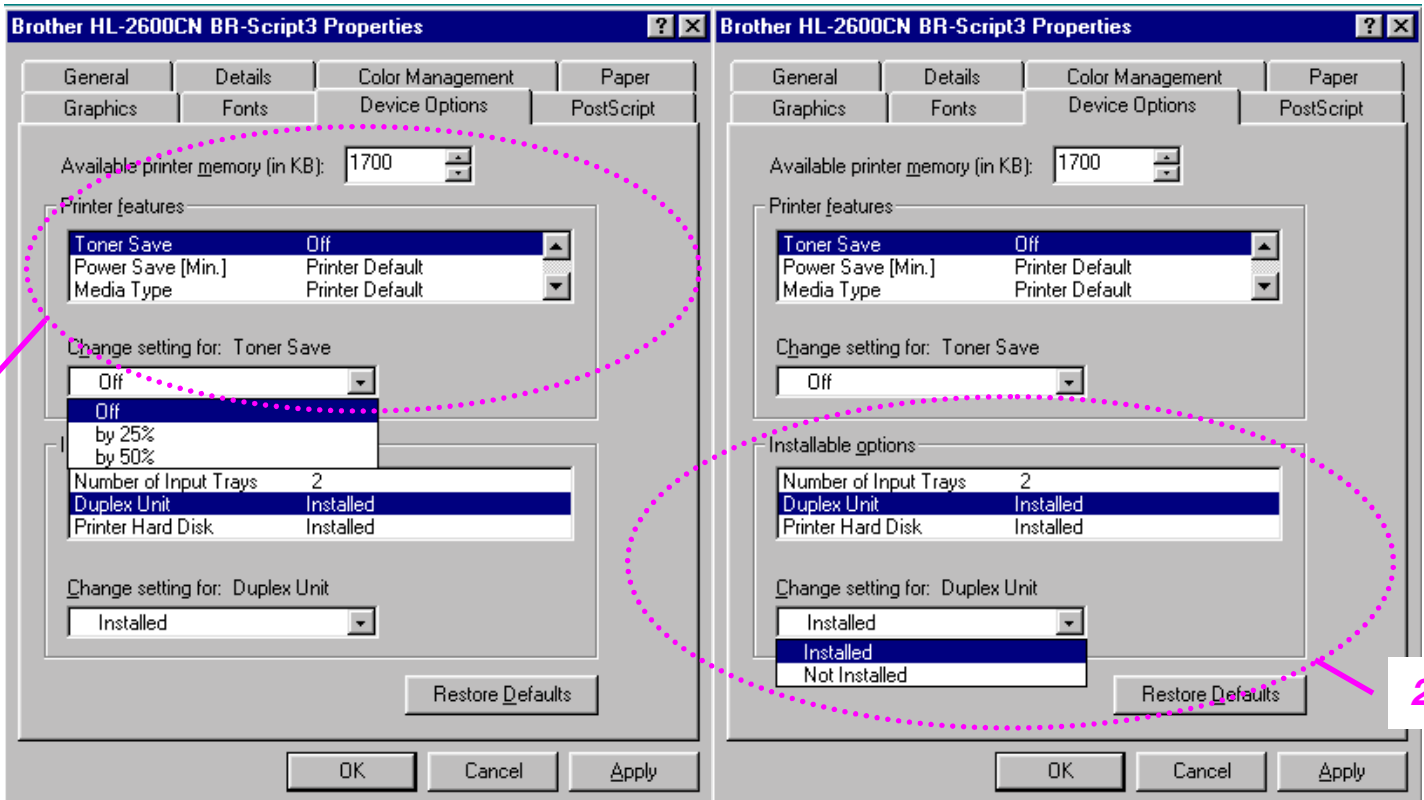 Brother HL-2600CN BR-Script3 Properties
General Details Color Management Paper
Graphics Fonts Device Options PostScript
Available printer memory (in KB): 1700
Printer features
Toner Save Off
Power Save [Min.] Printer Default
Media Type Printer Default
Change setting for: Toner Save
Off
Off
by 25%
by 50%
Number of Input Trays 2
Duplex Unit Installed
Printer Hard Disk Installed
Change setting for: Duplex Unit
Installed
Restore Defaults
OK Cancel Apply
Brother HL-2600CN BR-Script3 Properties
General Details Color Management Paper
Graphics Fonts Device Options PostScript
Available printer memory (in KB): 1700
Printer features
Toner Save Off
Power Save [Min.] Printer Default
Media Type Printer Default
Change setting for: Toner Save
Off
Installable options
Number of Input Trays 2
Duplex Unit Installed
Printer Hard Disk Installed
Change setting for: Duplex Unit
Installed
Installed
Not Installed
Restore Defaults
2
OK Cancel Apply